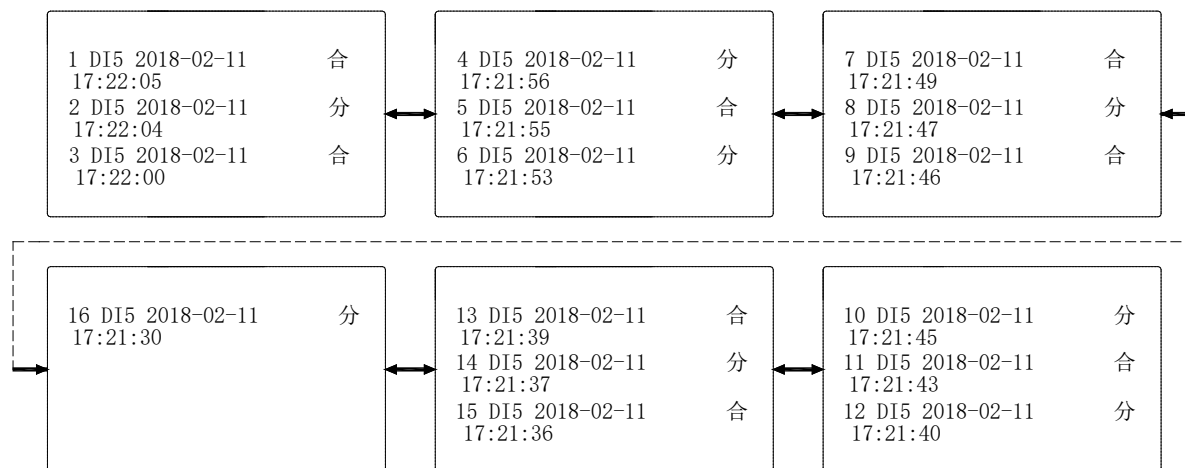 1 DI5 2018-02-11 合
17:22:05
2 DI5 2018-02-11 分
17:22:04
3 DI5 2018-02-11 合
17:22:00
4 DI5 2018-02-11 分
17:21:56
5 DI5 2018-02-11 合
17:21:55
6 DI5 2018-02-11 分
17:21:53
7 DI5 2018-02-11 合
17:21:49
8 DI5 2018-02-11 分
17:21:47
9 DI5 2018-02-11 合
17:21:46
16 DI5 2018-02-11 分
17:21:30
13 DI5 2018-02-11 合
17:21:39
14 DI5 2018-02-11 分
17:21:37
15 DI5 2018-02-11 合
17:21:36
10 DI5 2018-02-11 分
17:21:45
11 DI5 2018-02-11 合
17:21:43
12 DI5 2018-02-11 分
17:21:40